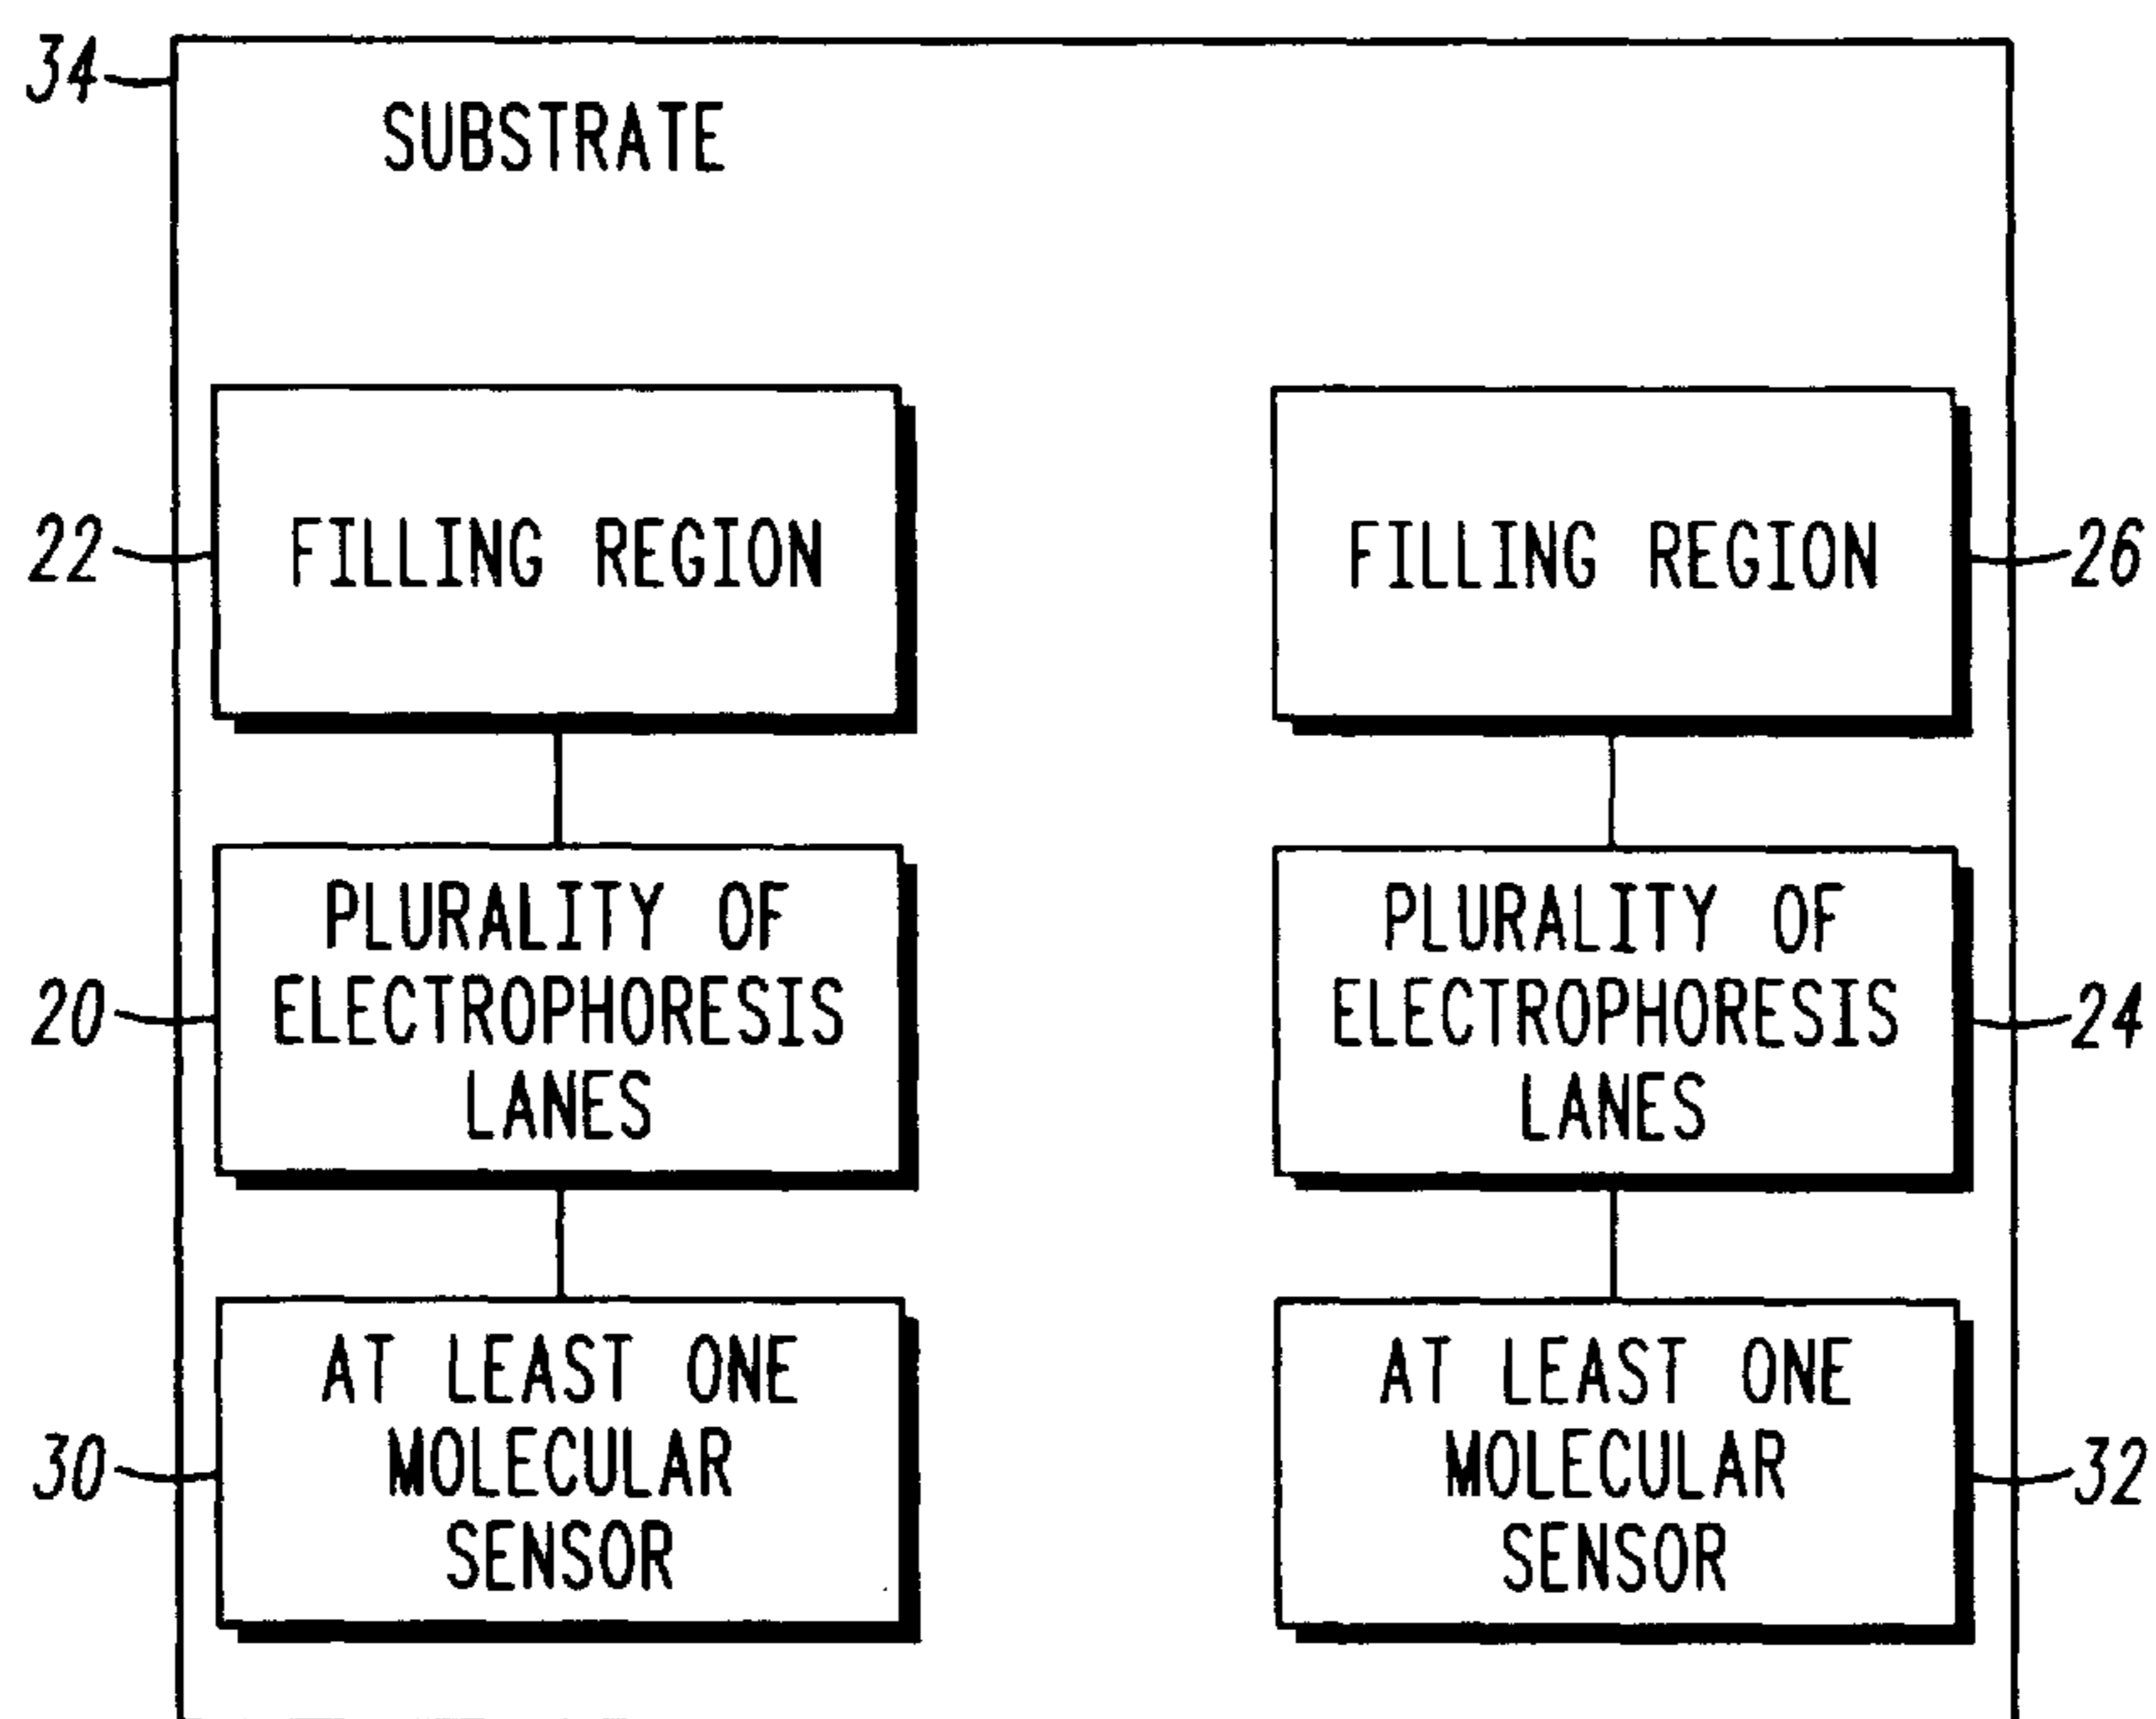 34
SUBSTRATE
22
FILLING REGION
FILLING REGION
26
20
PLURALITY OF
ELECTROPHORESIS
LANES
PLURALITY OF
ELECTROPHORESIS
LANES
24
30
AT LEAST ONE
MOLECULAR
SENSOR
AT LEAST ONE
MOLECULAR
SENSOR
32